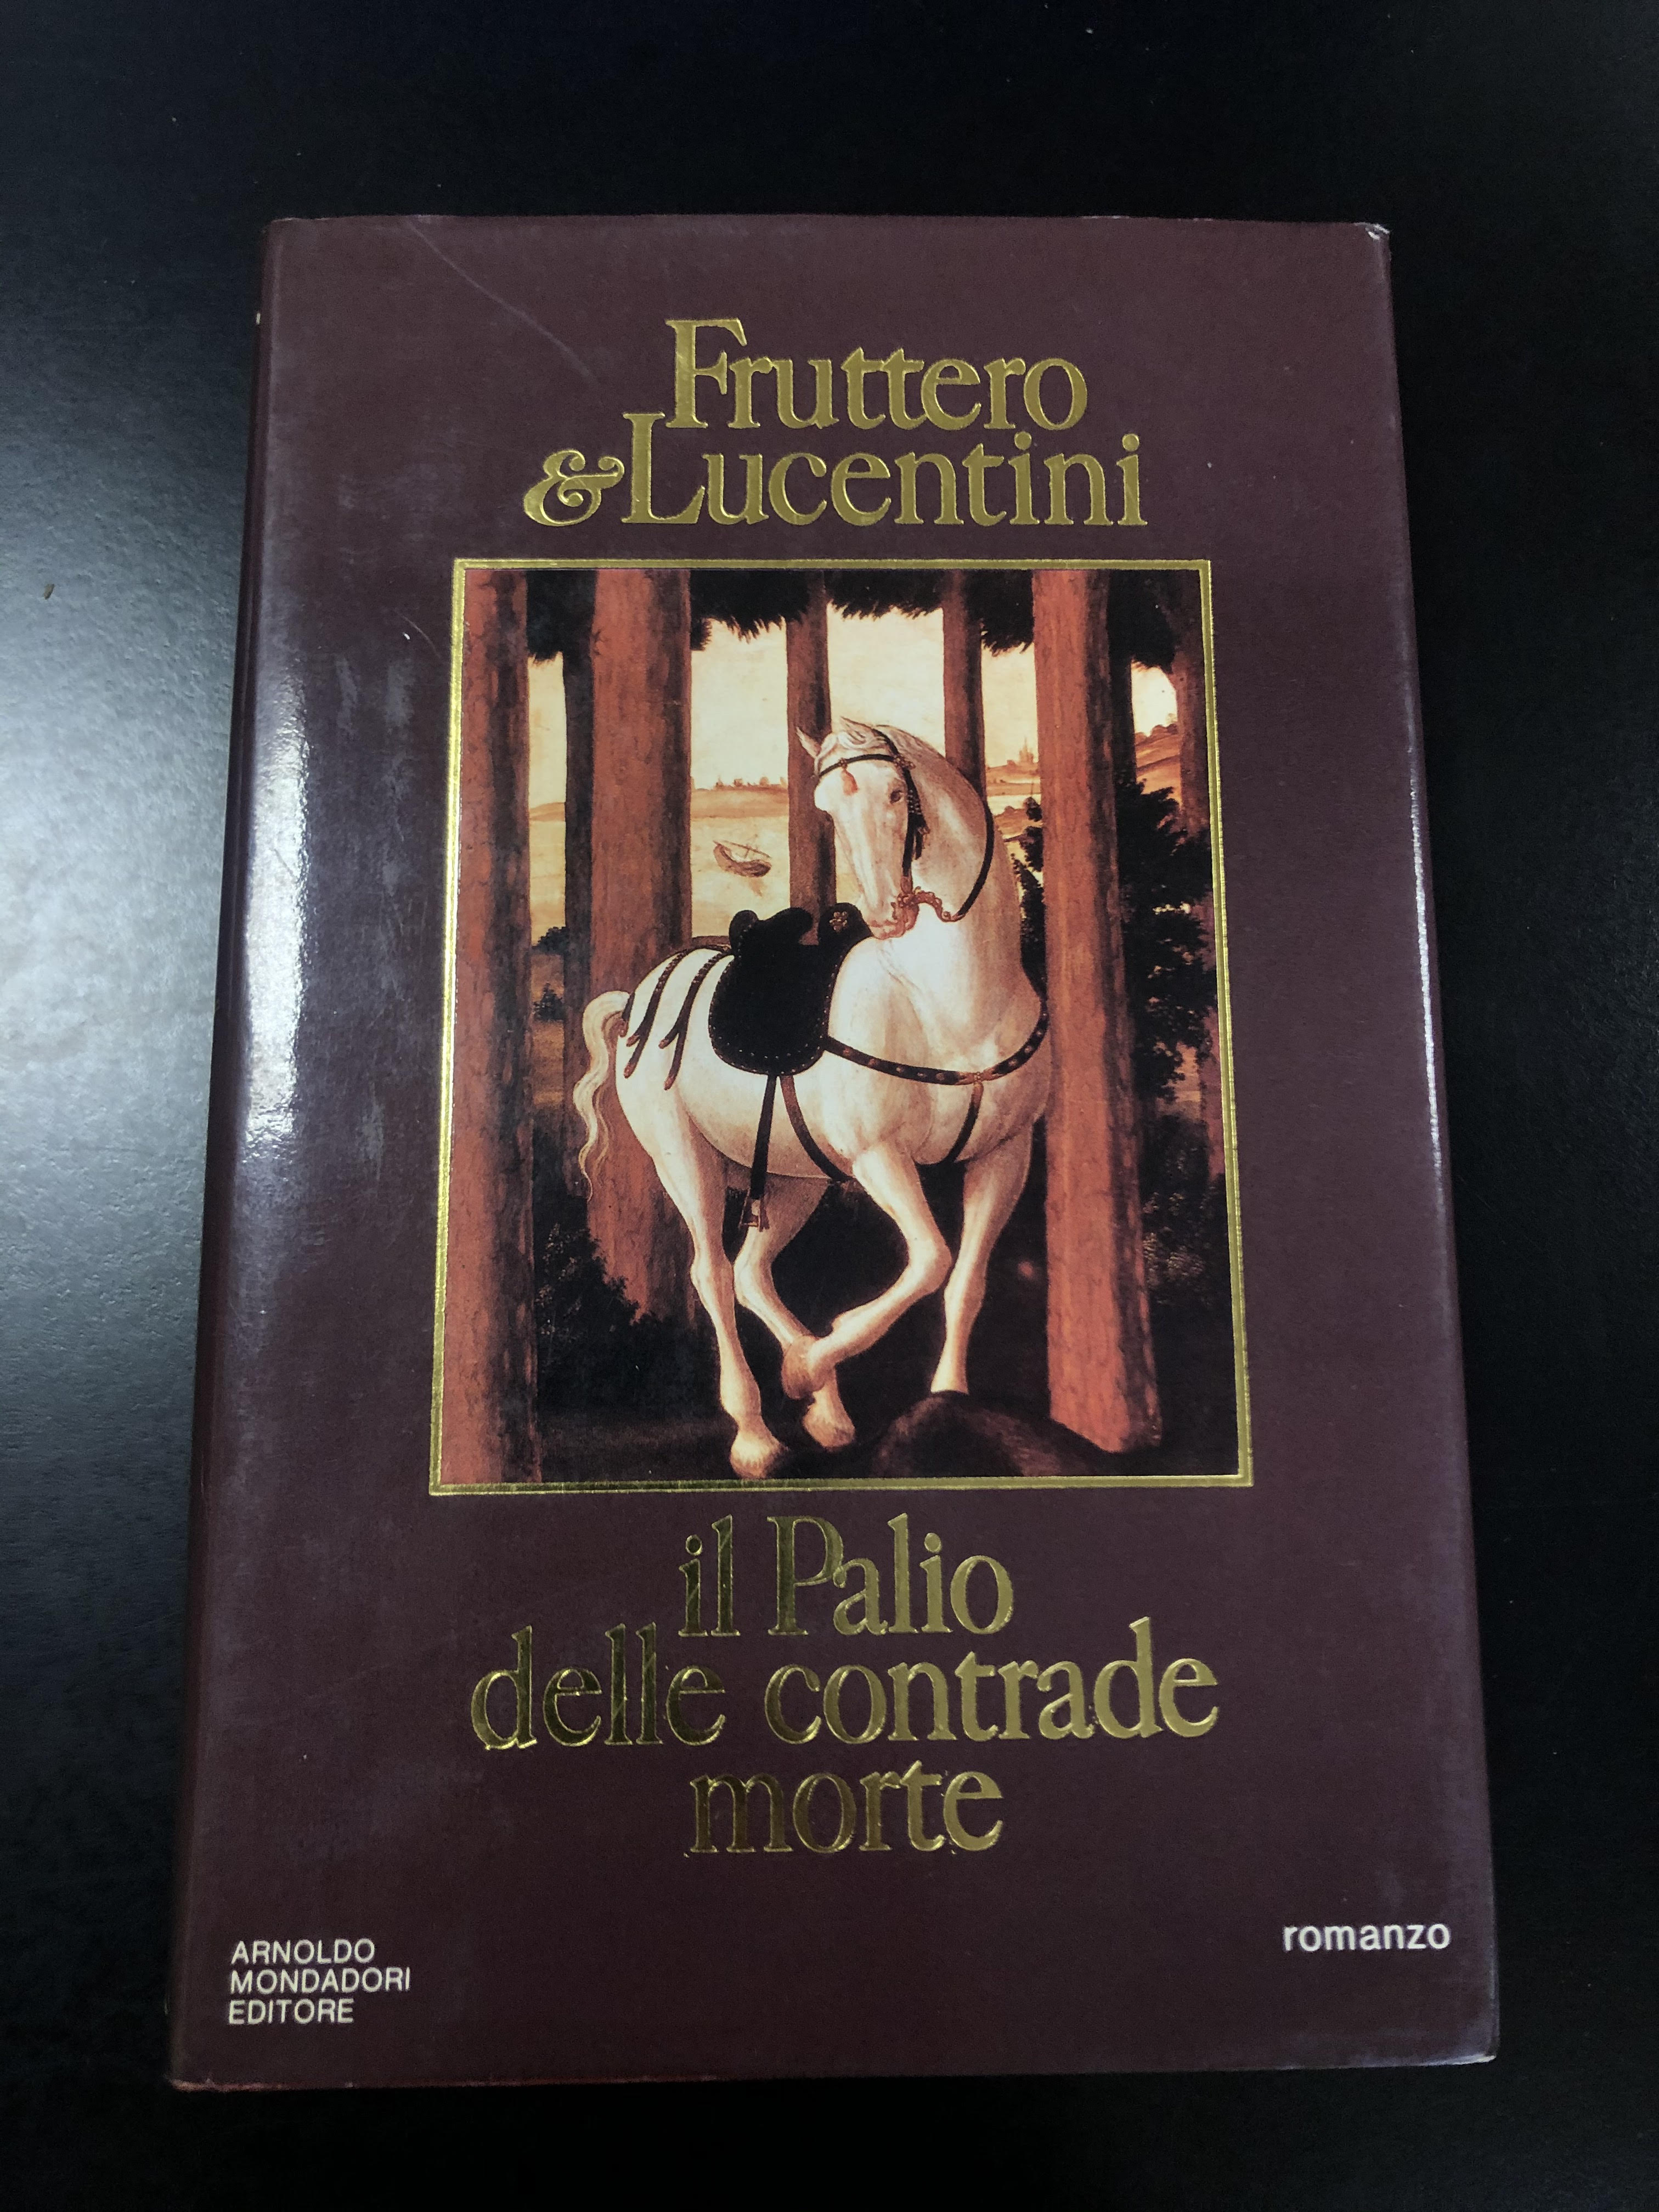 Fruttero
&Lucentini
il Palio
delle contrade
morte
ARNOLDO
MONDADORI
EDITORE
romanzo